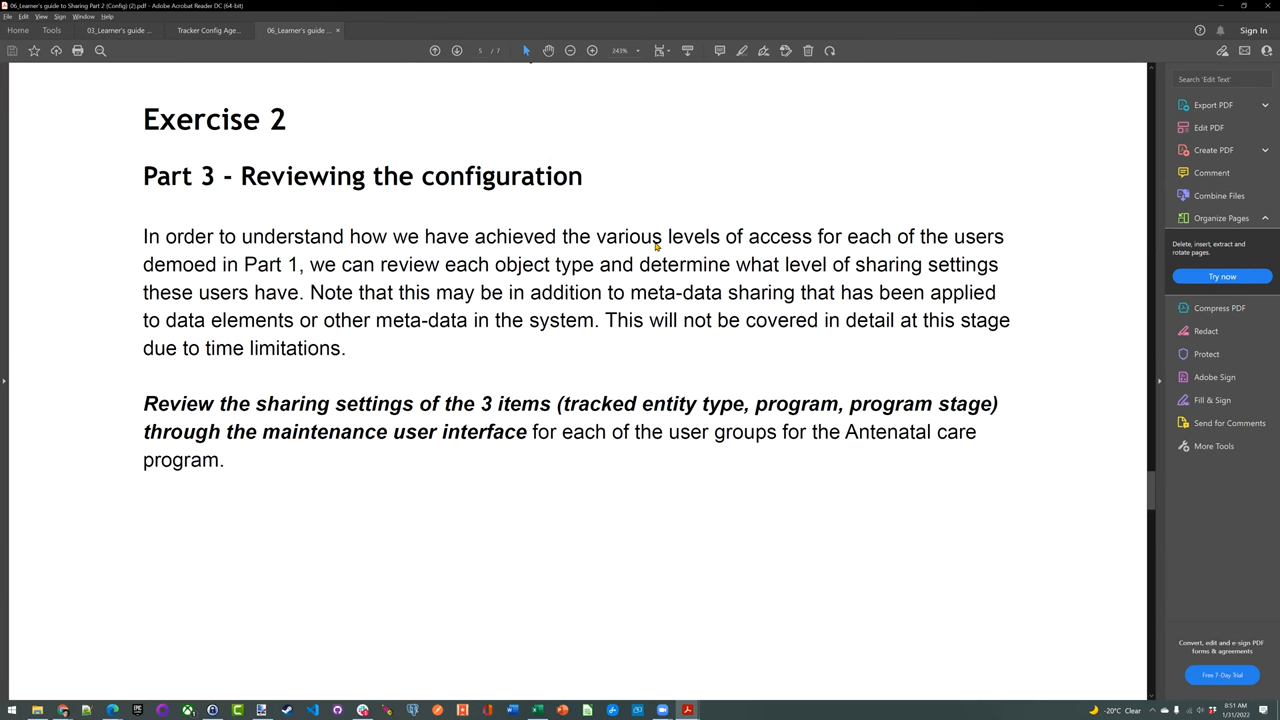 06_Learner's guide to Sharing Part 2 (Config) (2).pdf - Adobe Acrobat Reader DC (64-bit)
File Edit View Sign Window Help
Home Tools 03_Learner's guide ... Tracker Config Age... 06_Learner's guide ... × Sign In
5 / 7 243%
Exercise 2
Part 3 - Reviewing the configuration
In order to understand how we have achieved the various levels of access for each of the users
demoed in Part 1, we can review each object type and determine what level of sharing settings
these users have. Note that this may be in addition to meta-data sharing that has been applied
to data elements or other meta-data in the system. This will not be covered in detail at this stage
due to time limitations.
Review the sharing settings of the 3 items (tracked entity type, program, program stage)
through the maintenance user interface for each of the user groups for the Antenatal care
program.
Search 'Edit Text'
Export PDF
Edit PDF
Create PDF
Comment
Combine Files
Organize Pages
Delete, insert, extract and
rotate pages.
Try now
Compress PDF
Redact
Protect
Adobe Sign
Fill & Sign
Send for Comments
More Tools
Convert, edit and e-sign PDF
forms & agreements
Free 7-Day Trial
-20°C Clear
8:51 AM
1/31/2022